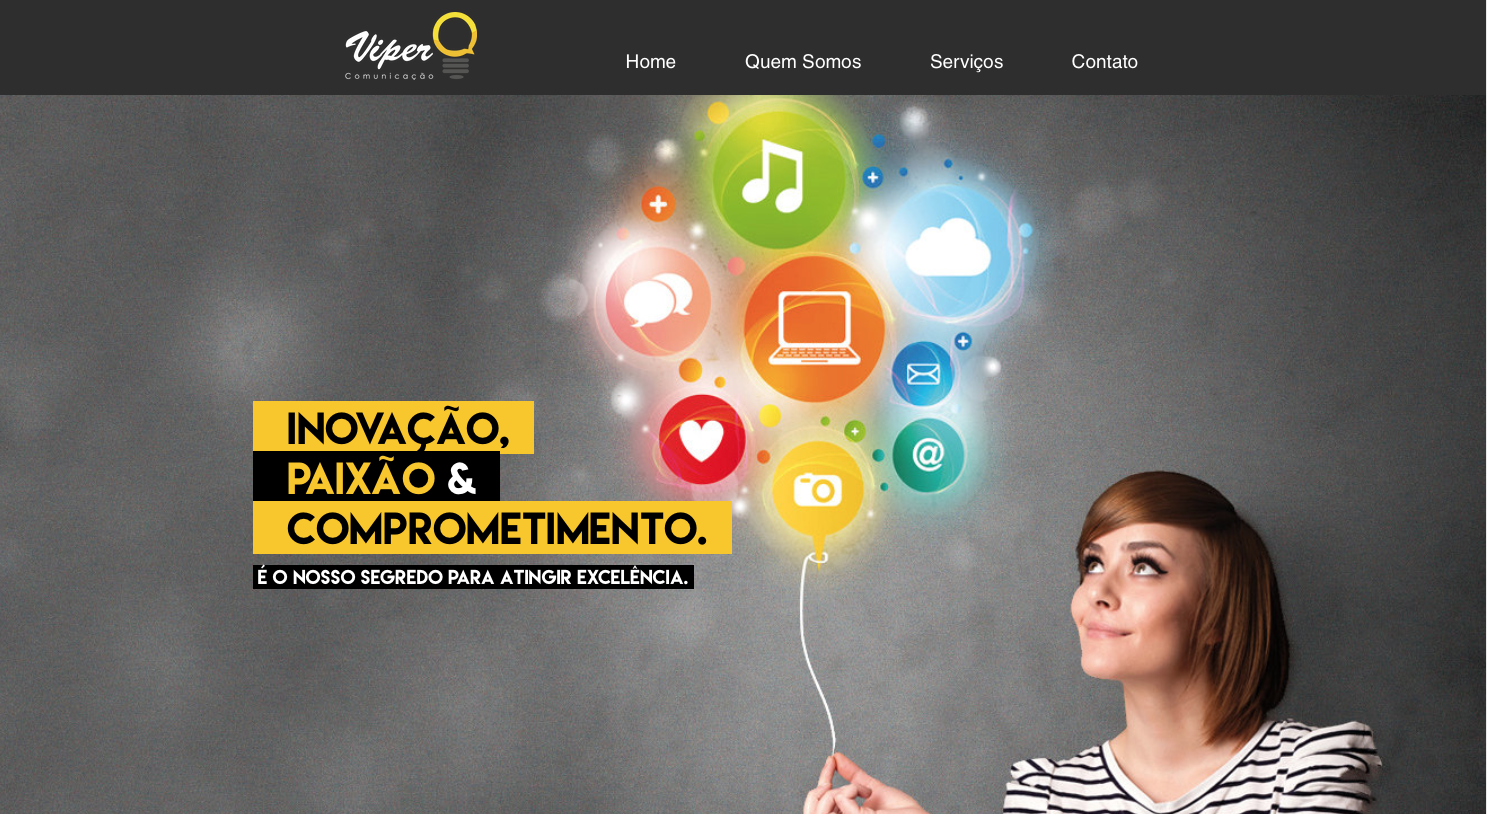 Viper
Comunicação
Home
Quem Somos
Serviços
Contato
INOVAÇÃO,
PAIXÃO &
COMPROMETIMENTO.
É O NOSSO SEGREDO PARA ATINGIR EXCELÊNCIA.
@